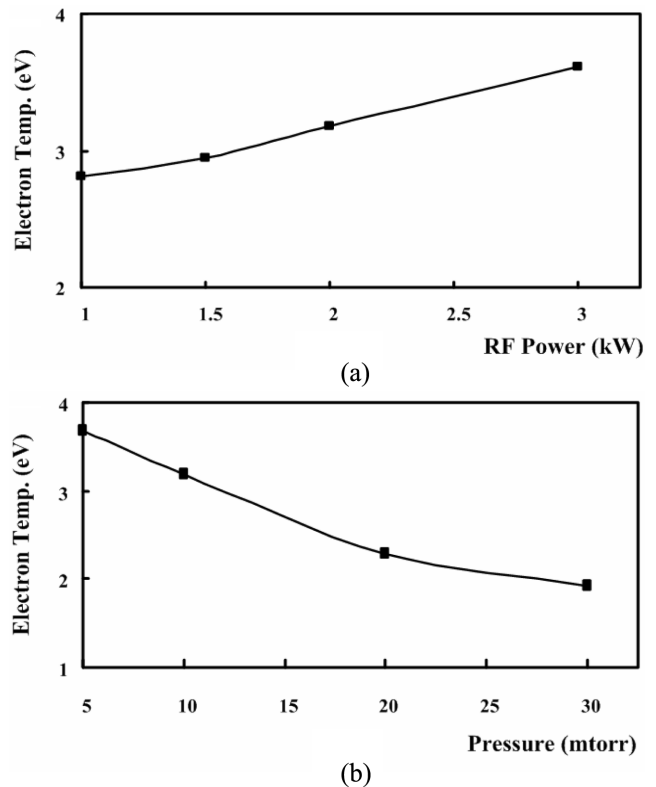 4
3
2
Electron Temp. (eV)
1 1.5 2 2.5 3
RF Power (kW)
(a)
4
3
2
1
Electron Temp. (eV)
5 10 15 20 25 30
Pressure (mtorr)
(b)